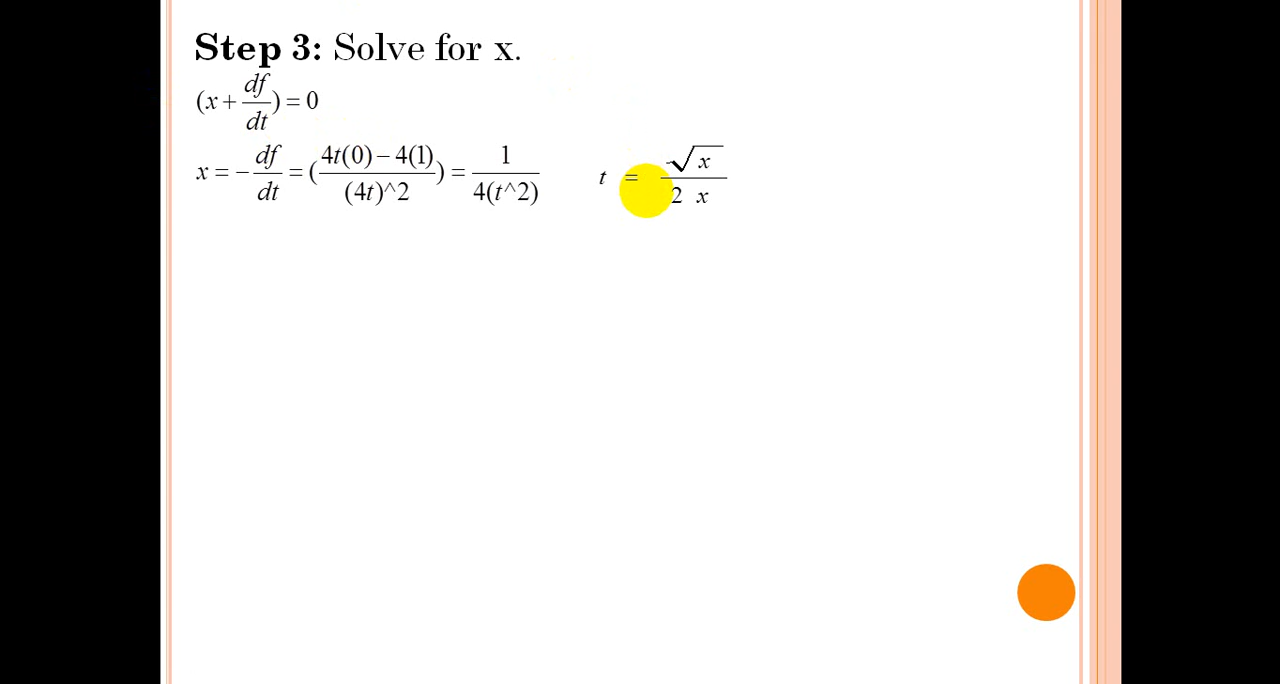 Step 3: Solve for x.
(x + df/dt) = 0
x = − df/dt = (4t(0) − 4(1)/(4t)^2) = 1/4(t^2) t = √x/2 x